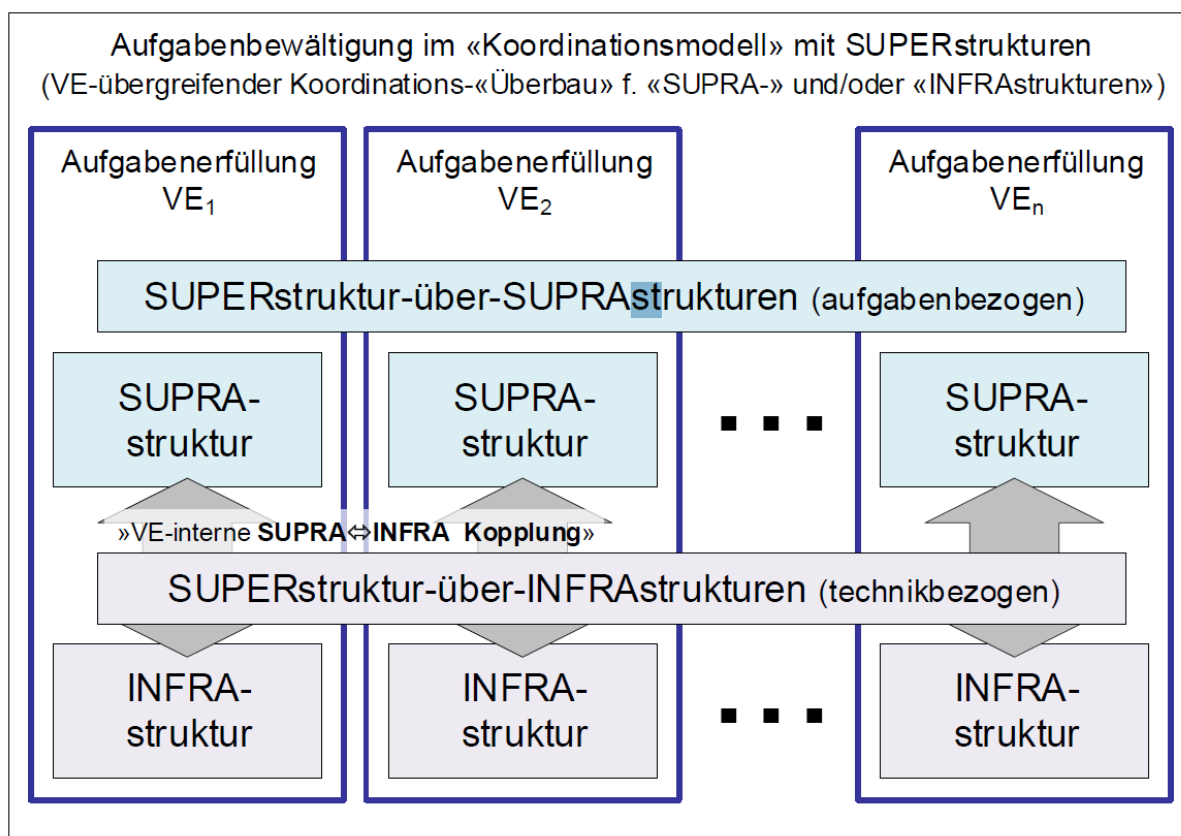 Aufgabenbewältigung im «Koordinationsmodell» mit SUPERstrukturen
(VE-übergreifender Koordinations-«Überbau» f. «SUPRA-» und/oder «INFRAstrukturen»)
Aufgabenerfüllung
VE1
Aufgabenerfüllung
VE2
Aufgabenerfüllung
VEn
SUPERstruktur-über-SUPRAstrukturen (aufgabenbezogen)
SUPRA-
struktur
SUPRA-
struktur
▪ ▪ ▪
SUPRA-
struktur
»VE-interne SUPRA⇔INFRA Kopplung»
SUPERstruktur-über-INFRAstrukturen (technikbezogen)
INFRA-
struktur
INFRA-
struktur
▪ ▪ ▪
INFRA-
struktur